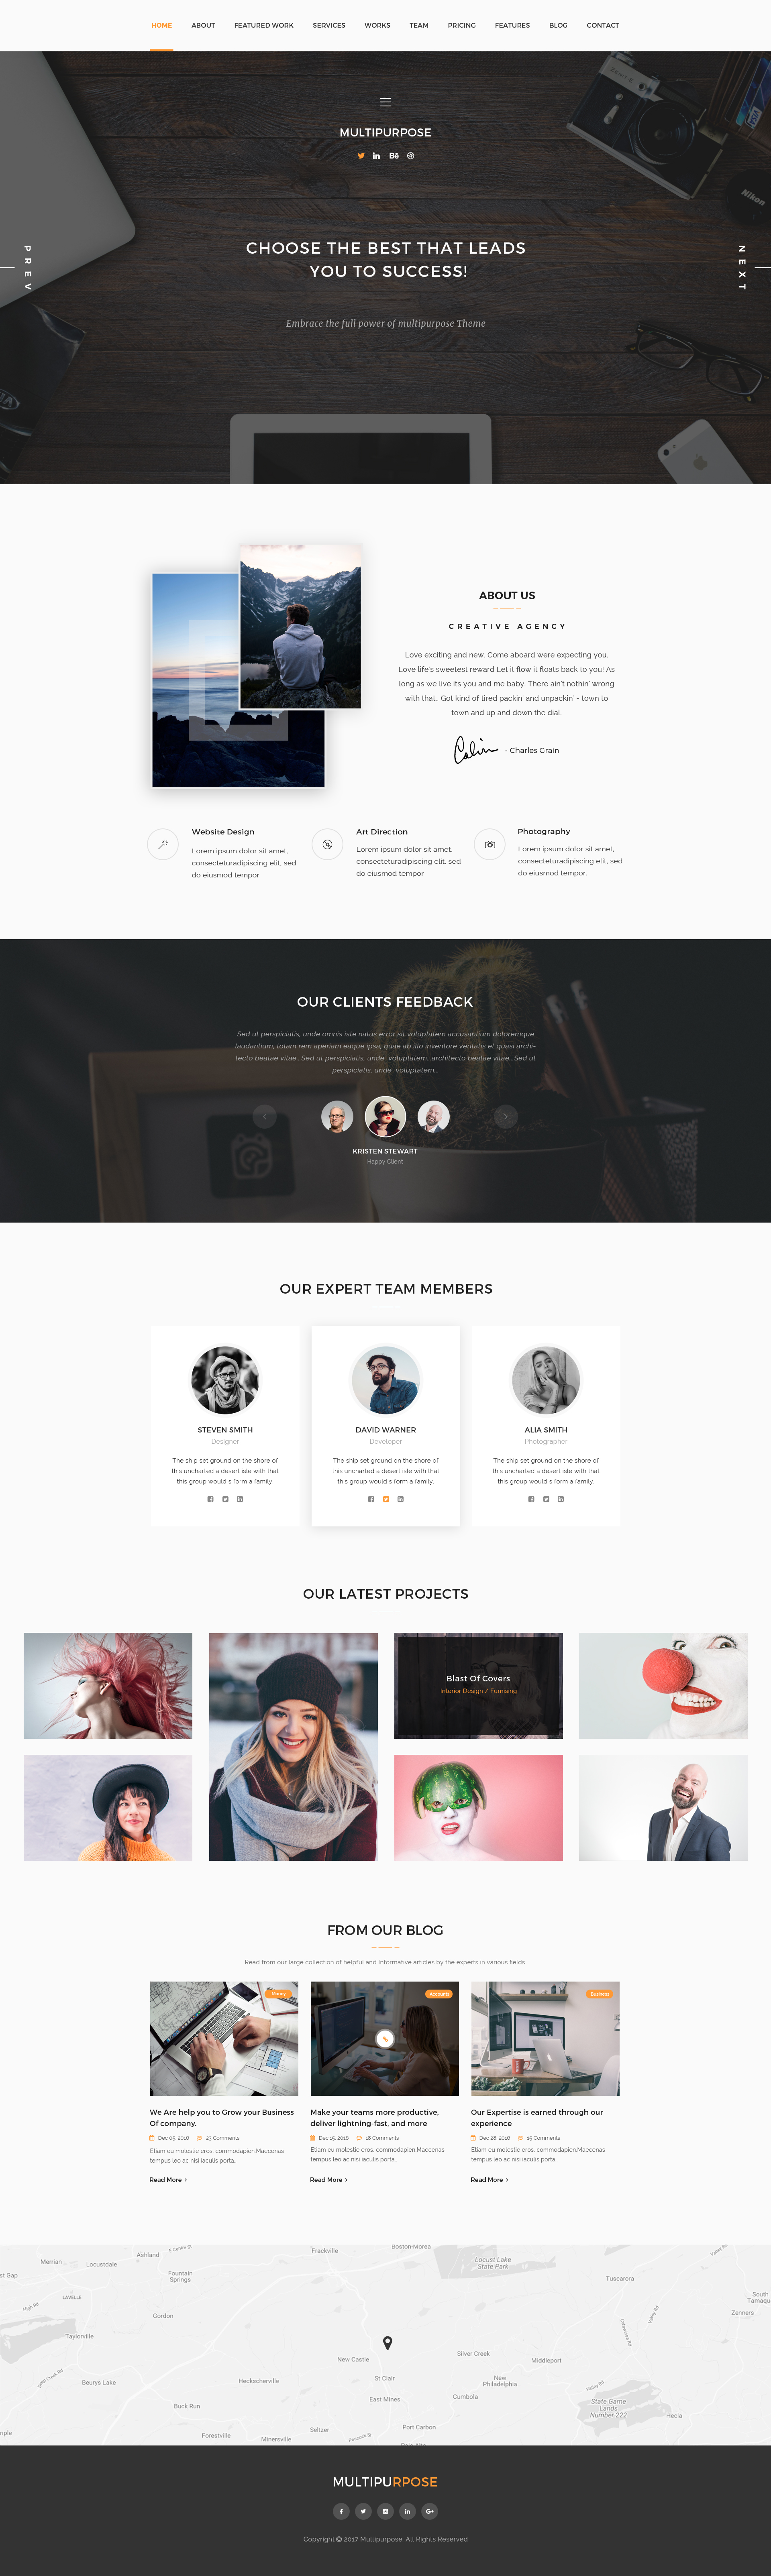 HOME ABOUT FEATURED WORK SERVICES WORKS TEAM PRICING FEATURES BLOG CONTACT
MULTIPURPOSE
Bē
Nikon
PREV
NEXT
CHOOSE THE BEST THAT LEADS
YOU TO SUCCESS!
Embrace the full power of multipurpose Theme
ABOUT US
CREATIVE AGENCY
Love exciting and new. Come aboard were expecting you.
Love life's sweetest reward Let it flow it floats back to you! As
long as we live its you and me baby. There ain't nothin' wrong
with that.. Got kind of tired packin' and unpackin' - town to
town and up and down the dial.
Colin - Charles Grain
Website Design
Lorem ipsum dolor sit amet,
consecteturadipiscing elit, sed
do eiusmod tempor
Art Direction
Lorem ipsum dolor sit amet,
consecteturadipiscing elit, sed
do eiusmod tempor
Photography
Lorem ipsum dolor sit amet,
consecteturadipiscing elit, sed
do eiusmod tempor.
OUR CLIENTS FEEDBACK
Sed ut perspiciatis, unde omnis iste natus error sit voluptatem accusantium doloremque
laudantium, totam rem aperiam eaque ipsa, quae ab illo inventore veritatis et quasi archi-
tecto beatae vitae...Sed ut perspiciatis, unde voluptatem...architecto beatae vitae...Sed ut
perspiciatis, unde voluptatem...
KRISTEN STEWART
Happy Client
OUR EXPERT TEAM MEMBERS
STEVEN SMITH
Designer
The ship set ground on the shore of
this uncharted a desert isle with that
this group would s form a family.
DAVID WARNER
Developer
The ship set ground on the shore of
this uncharted a desert isle with that
this group would s form a family.
ALIA SMITH
Photographer
The ship set ground on the shore of
this uncharted a desert isle with that
this group would s form a family.
OUR LATEST PROJECTS
Blast Of Covers
Interior Design / Furnising
FROM OUR BLOG
Read from our large collection of helpful and Informative articles by the experts in various fields.
Money
We Are help you to Grow your Business
Of company.
Dec 05, 2016 23 Comments
Etiam eu molestie eros, commodapien.Maecenas
tempus leo ac nisi iaculis porta..
Read More >
Accounts
Make your teams more productive,
deliver lightning-fast, and more
Dec 15, 2016 16 Comments
Etiam eu molestie eros, commodapien.Maecenas
tempus leo ac nisi iaculis porta..
Read More >
Business
Our Expertise is earned through our
experience
Dec 28, 2016 15 Comments
Etiam eu molestie eros, commodapien.Maecenas
tempus leo ac nisi iaculis porta..
Read More >
Merrian
Locustdale
Ashland
Fountain
Springs
Frackville
Boston-Morea
Locust Lake
State Park
Tuscarora
Valley Rd
South
Tamaqua
Zenners
st Gap
LAVELLE
High Rd
Gordon
Taylorville
Valley Rd
New Castle
Silver Creek
Middleport
Beurys Lake
Heckscherville
St Clair
New
Philadelphia
Valley Rd
East Mines
Cumbola
State Game
Lands
Number 222
Buck Run
Hecla
Seltzer
Port Carbon
Forestville
Minersville
MULTIPURPOSE
G+
Copyright © 2017 Multipurpose, All Rights Reserved